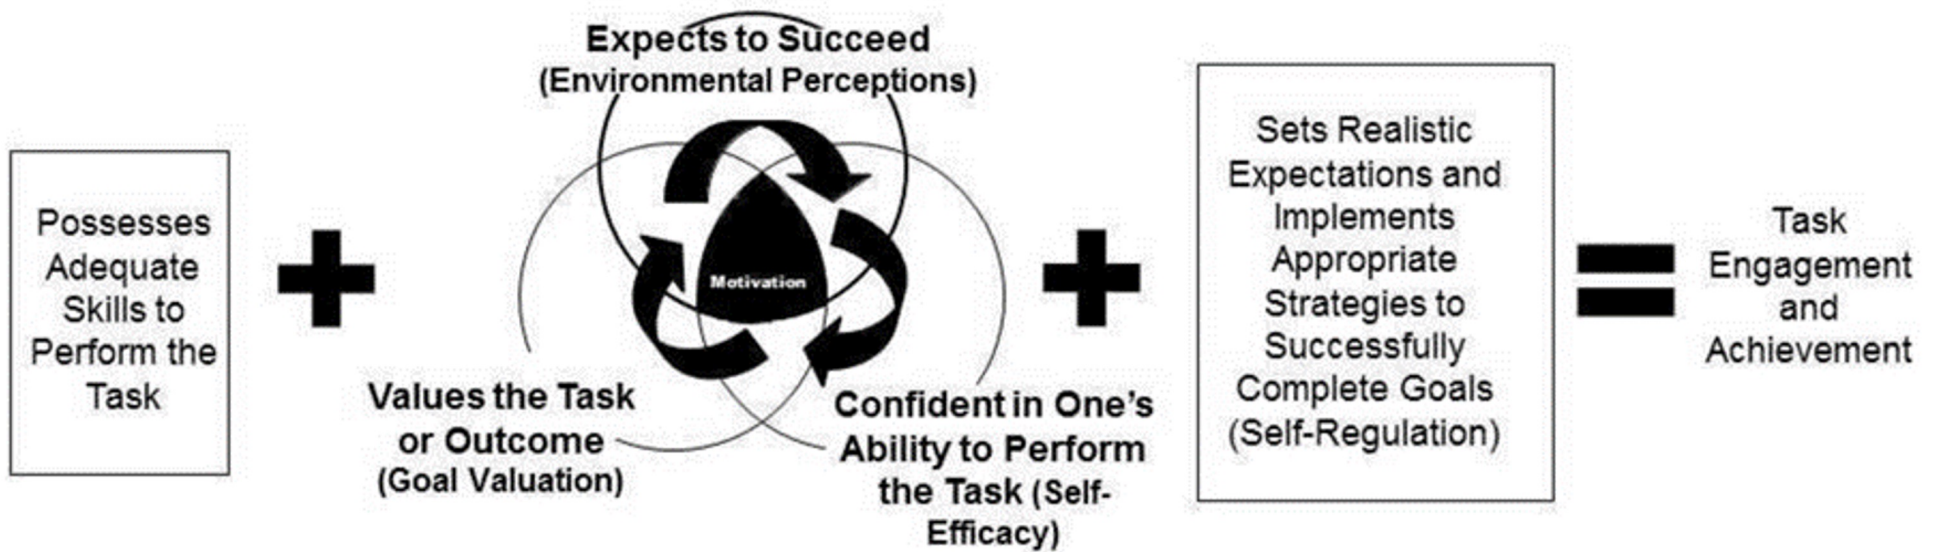 Possesses
Adequate
Skills to
Perform the
Task
Expects to Succeed
(Environmental Perceptions)
Motivation
Values the Task
or Outcome
(Goal Valuation)
Confident in One's
Ability to Perform
the Task (Self-
Efficacy)
Sets Realistic
Expectations and
Implements
Appropriate
Strategies to
Successfully
Complete Goals
(Self-Regulation)
Task
Engagement
and
Achievement